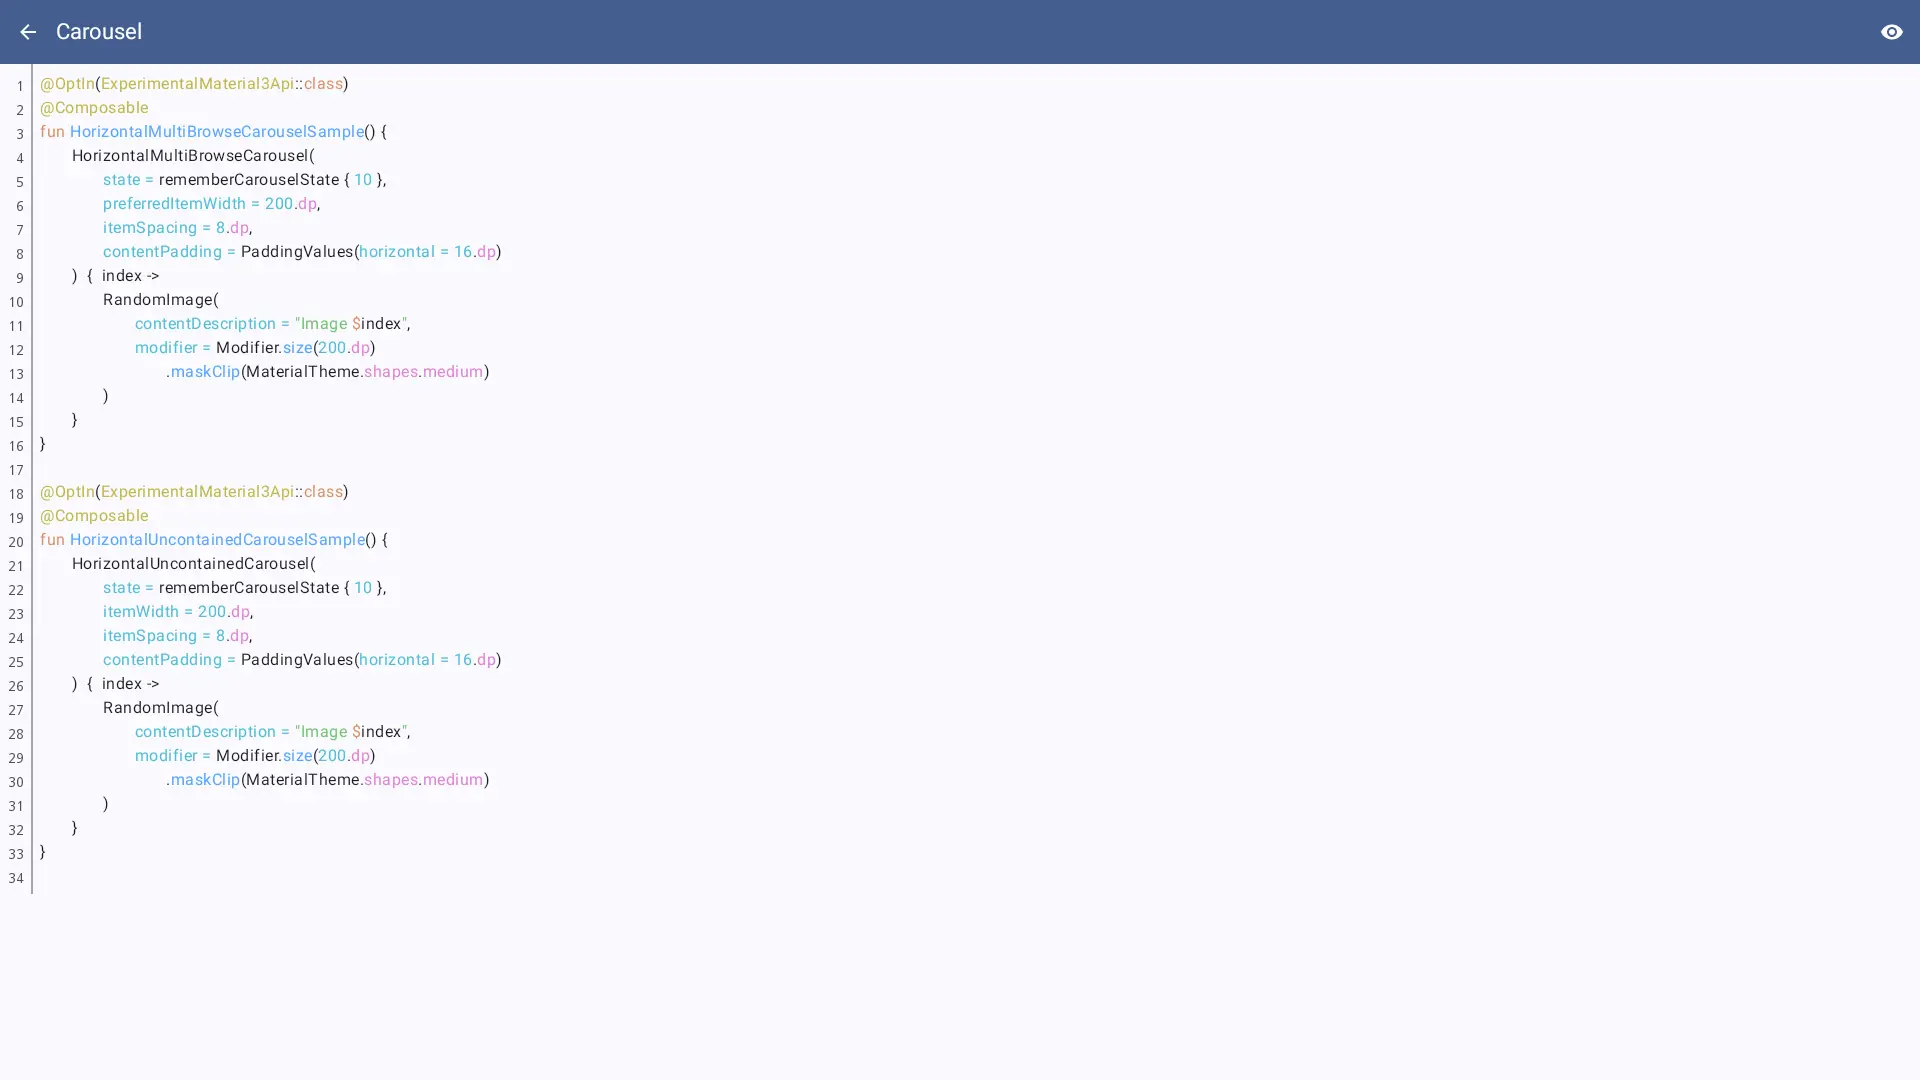 Carousel
1 @OptIn(ExperimentalMaterial3Api::class)
2 @Composable
3 fun HorizontalMultiBrowseCarouselSample() {
4     HorizontalMultiBrowseCarousel(
5         state = rememberCarouselState { 10 },
6         preferredItemWidth = 200.dp,
7         itemSpacing = 8.dp,
8         contentPadding = PaddingValues(horizontal = 16.dp)
9     ) { index ->
10         RandomImage(
11             contentDescription = "Image $index",
12             modifier = Modifier.size(200.dp)
13                 .maskClip(MaterialTheme.shapes.medium)
14         )
15     }
16 }
17
18 @OptIn(ExperimentalMaterial3Api::class)
19 @Composable
20 fun HorizontalUncontainedCarouselSample() {
21     HorizontalUncontainedCarousel(
22         state = rememberCarouselState { 10 },
23         itemWidth = 200.dp,
24         itemSpacing = 8.dp,
25         contentPadding = PaddingValues(horizontal = 16.dp)
26     ) { index ->
27         RandomImage(
28             contentDescription = "Image $index",
29             modifier = Modifier.size(200.dp)
30                 .maskClip(MaterialTheme.shapes.medium)
31         )
32     }
33 }
34